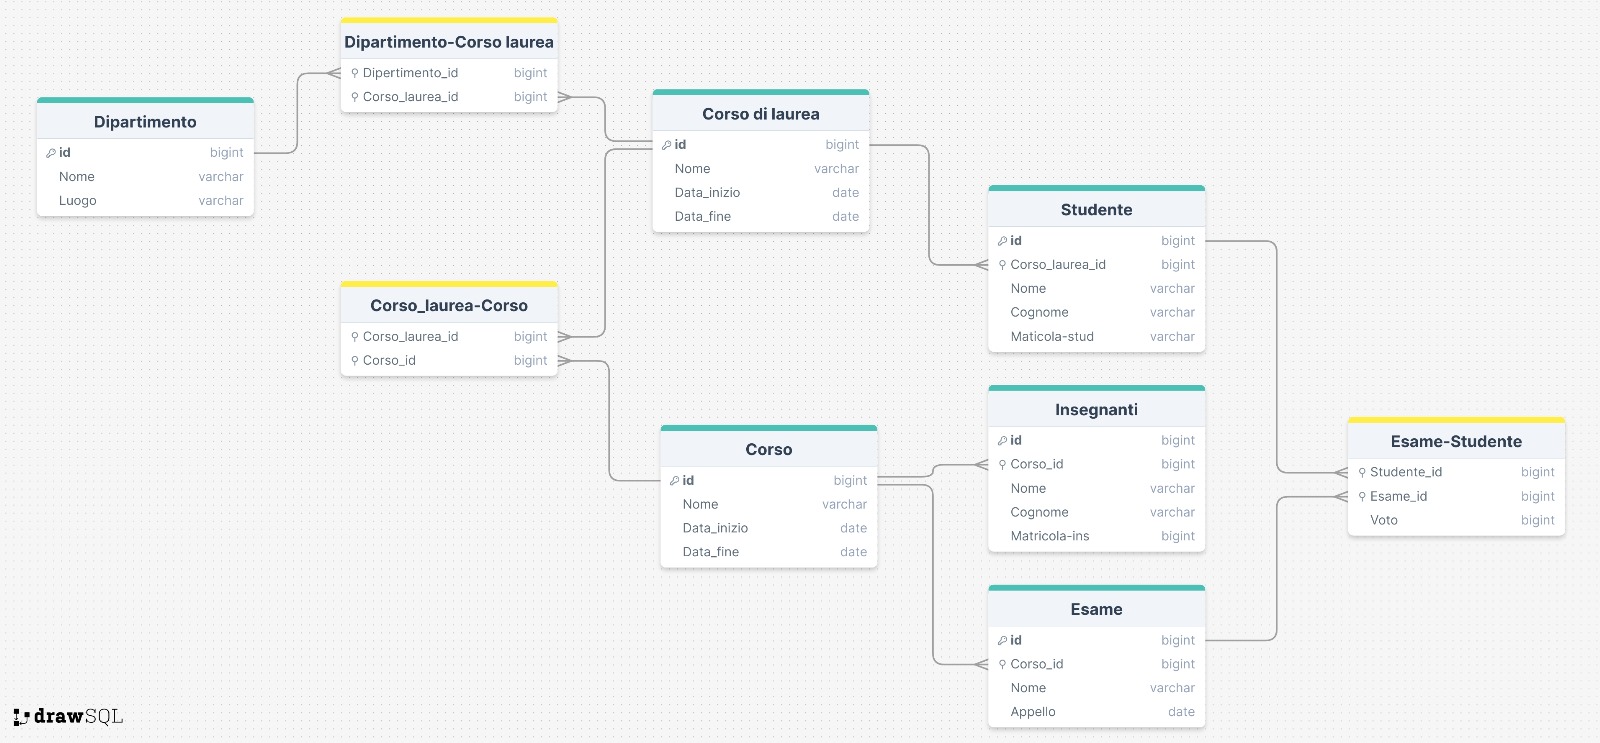 Dipartimento-Corso laurea
Dipertimento_id bigint
Corso_laurea_id bigint
Dipartimento
id bigint
Nome varchar
Luogo varchar
Corso di laurea
id bigint
Nome varchar
Data_inizio date
Data_fine date
Studente
id bigint
Corso_laurea_id bigint
Nome varchar
Cognome varchar
Maticola-stud varchar
Corso_laurea-Corso
Corso_laurea_id bigint
Corso_id bigint
Corso
id bigint
Nome varchar
Data_inizio date
Data_fine date
Insegnanti
id bigint
Corso_id bigint
Nome varchar
Cognome varchar
Matricola-ins bigint
Esame-Studente
Studente_id bigint
Esame_id bigint
Voto bigint
Esame
id bigint
Corso_id bigint
Nome varchar
Appello date
drawSQL